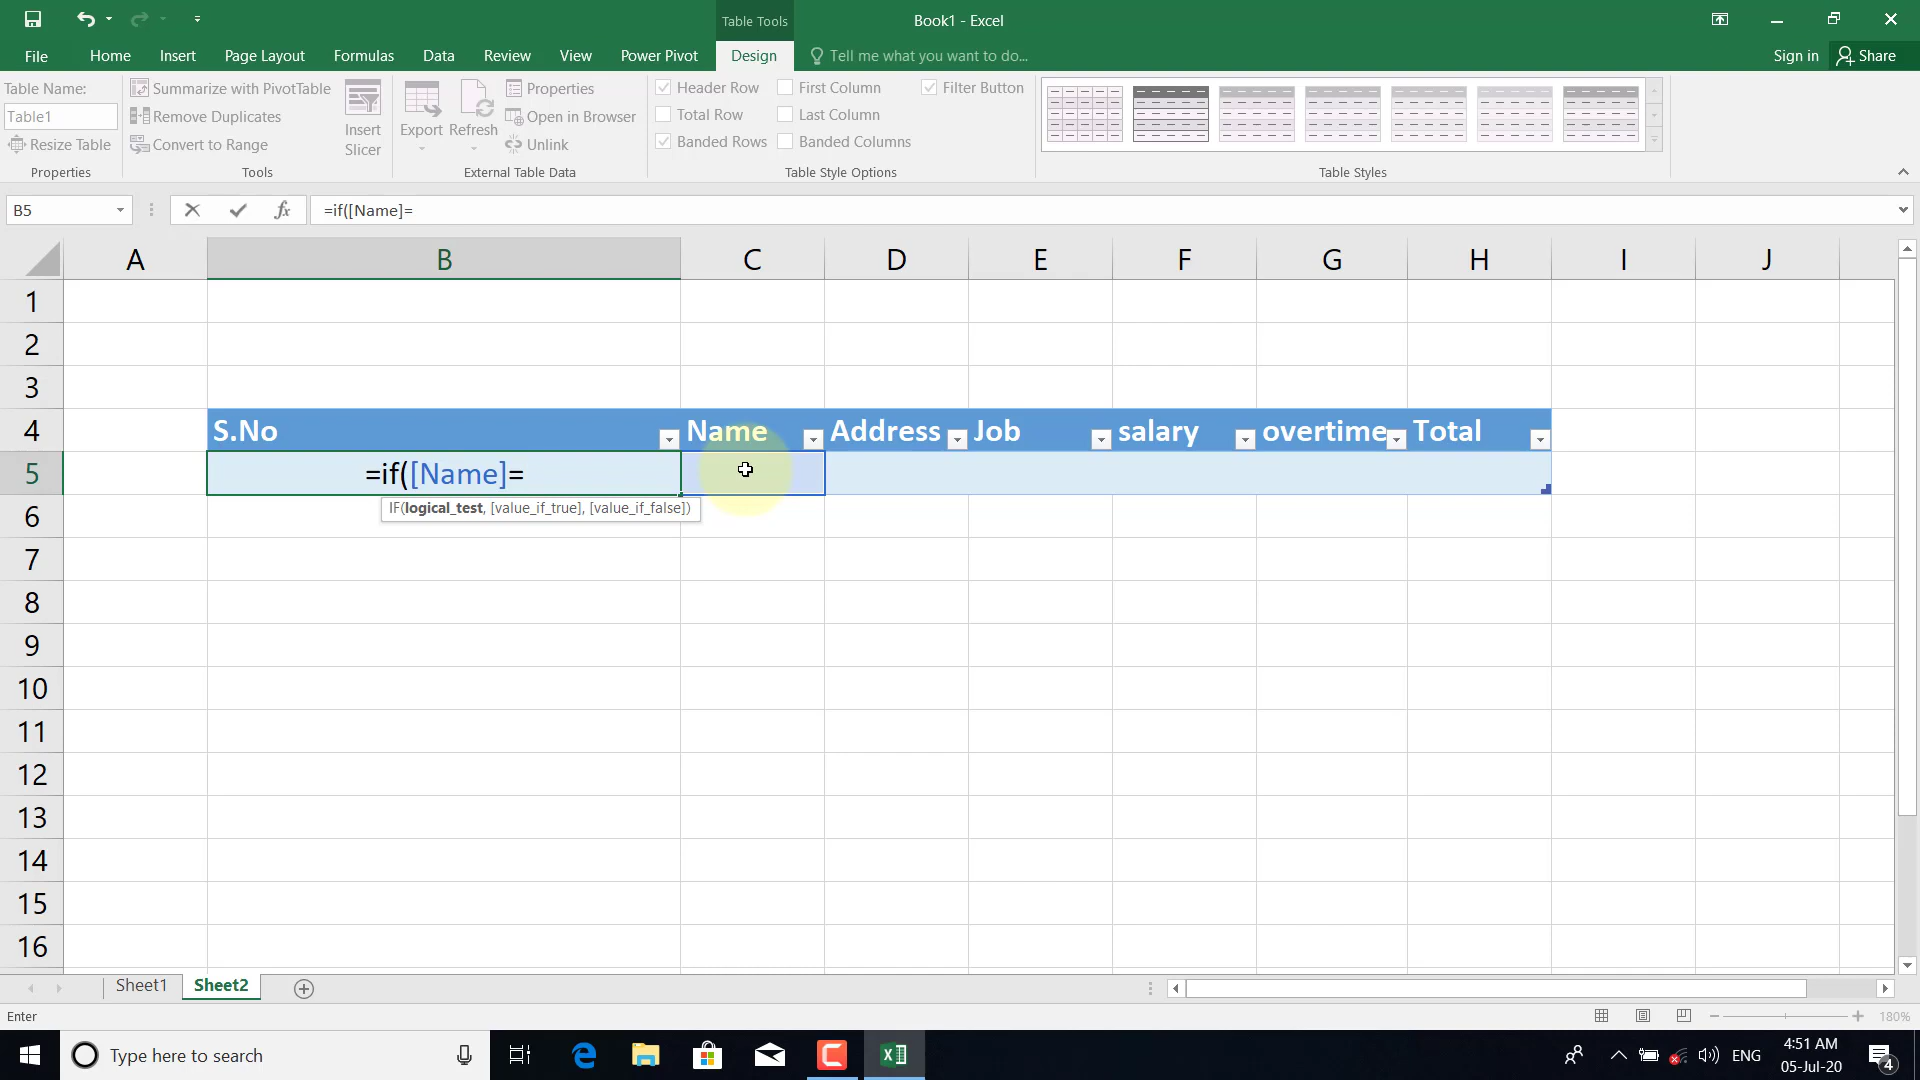 Table Tools
Book1 - Excel
File
Home
Insert
Page Layout
Formulas
Data
Review
View
Power Pivot
Design
Tell me what you want to do...
Sign in
Share
Table Name:
Table1
Resize Table
Properties
Summarize with PivotTable
Remove Duplicates
Convert to Range
Tools
Insert
Slicer
Export
Refresh
Properties
Open in Browser
Unlink
External Table Data
Header Row
Total Row
Banded Rows
First Column
Last Column
Banded Columns
Filter Button
Table Style Options
Table Styles
B5
fx
=if([Name]=
A B C D E F G H I J
1
2
3
4 S.No Name Address Job salary overtime Total
5 =if([Name]=
IF(logical_test, [value_if_true], [value_if_false])
6
7
8
9
10
11
12
13
14
15
16
Sheet1
Sheet2
Enter
180%
Type here to search
ENG
4:51 AM
05-Jul-20
4